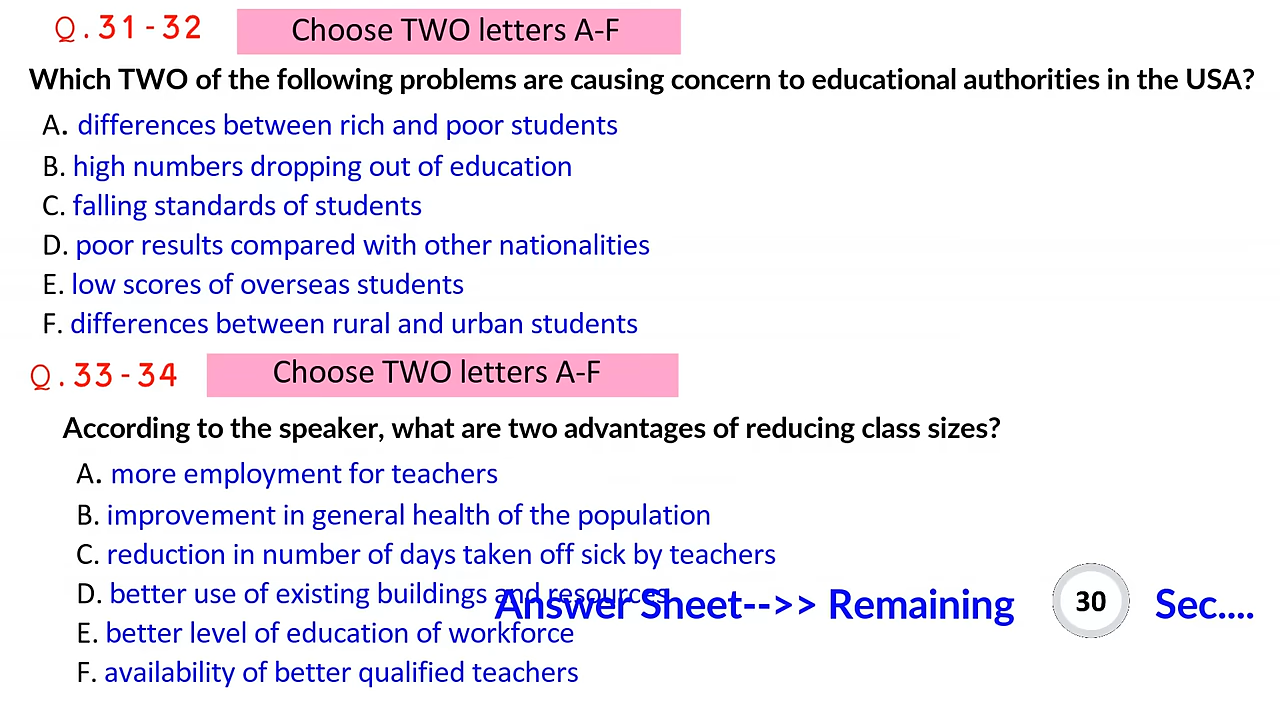 Q.31-32 Choose TWO letters A-F
Which TWO of the following problems are causing concern to educational authorities in the USA?
A. differences between rich and poor students
B. high numbers dropping out of education
C. falling standards of students
D. poor results compared with other nationalities
E. low scores of overseas students
F. differences between rural and urban students
Q.33-34 Choose TWO letters A-F
According to the speaker, what are two advantages of reducing class sizes?
A. more employment for teachers
B. improvement in general health of the population
C. reduction in number of days taken off sick by teachers
D. better use of existing buildings and resources
Answer Sheet-->> Remaining 30 Sec....
E. better level of education of workforce
F. availability of better qualified teachers